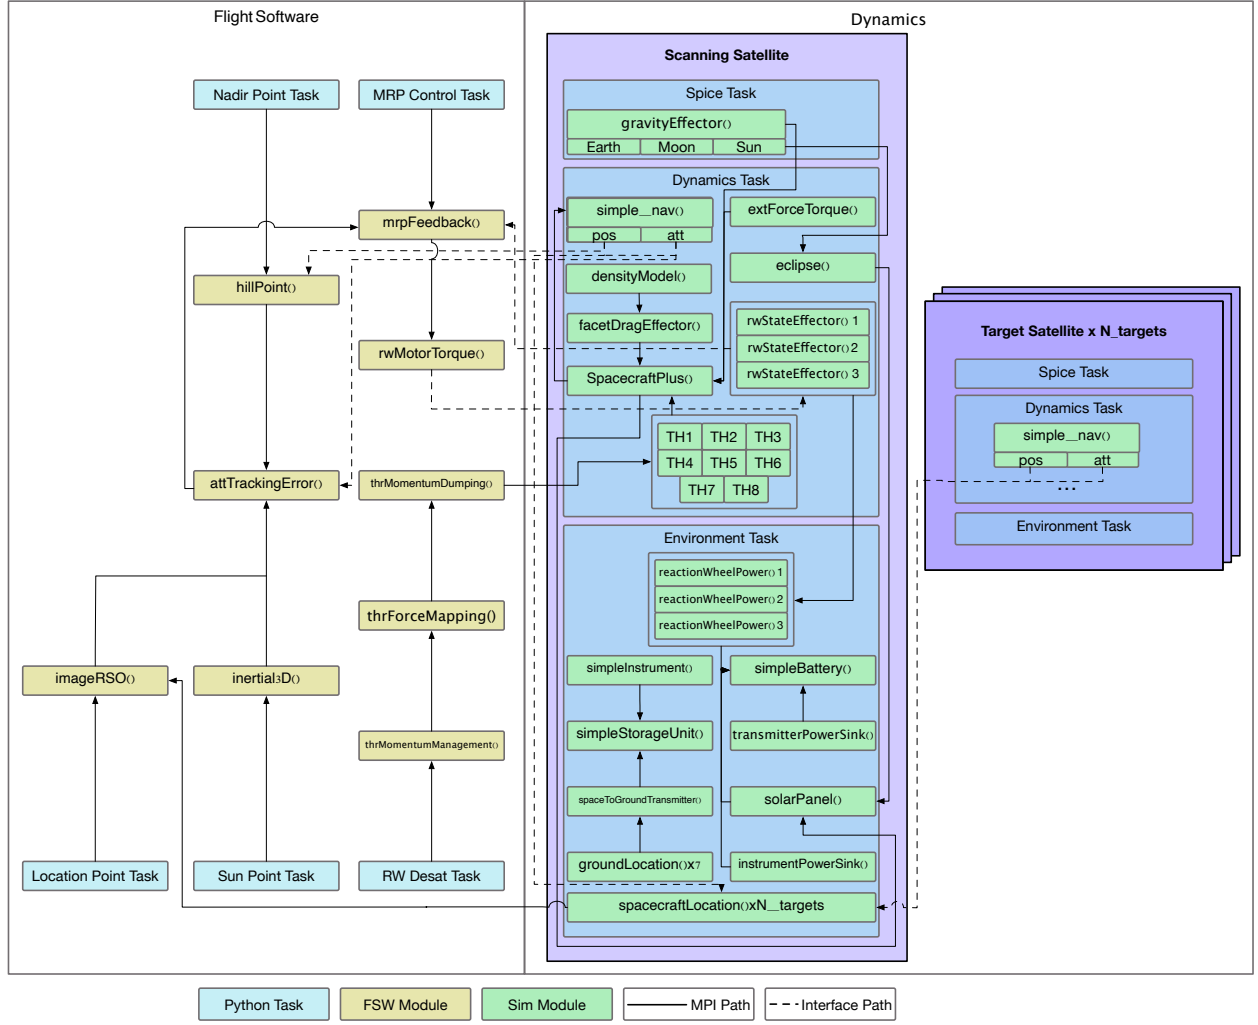 Flight Software
Dynamics
Scanning Satellite
Spice Task
gravityEffector()
Earth
Moon
Sun
Nadir Point Task
MRP Control Task
Dynamics Task
simple__nav()
pos
att
extForceTorque()
mrpFeedback()
eclipse()
densityModel()
hillPoint()
facetDragEffector()
rwStateEffector() 1
rwStateEffector() 2
rwStateEffector() 3
rwMotorTorque()
SpacecraftPlus()
TH1
TH2
TH3
TH4
TH5
TH6
TH7
TH8
attTrackingError()
thrMomentumDumping()
Target Satellite x N_targets
Spice Task
Dynamics Task
simple__nav()
pos
att
...
Environment Task
Environment Task
reactionWheelPower() 1
reactionWheelPower() 2
reactionWheelPower() 3
thrForceMapping()
imageRSO()
inertial3D()
simpleInstrument()
simpleBattery()
thrMomentumManagement()
simpleStorageUnit()
transmitterPowerSink()
spaceToGroundTransmitter()
solarPanel()
Location Point Task
Sun Point Task
RW Desat Task
groundLocation()x7
instrumentPowerSink()
spacecraftLocation()xN__targets
Python Task
FSW Module
Sim Module
MPI Path
Interface Path